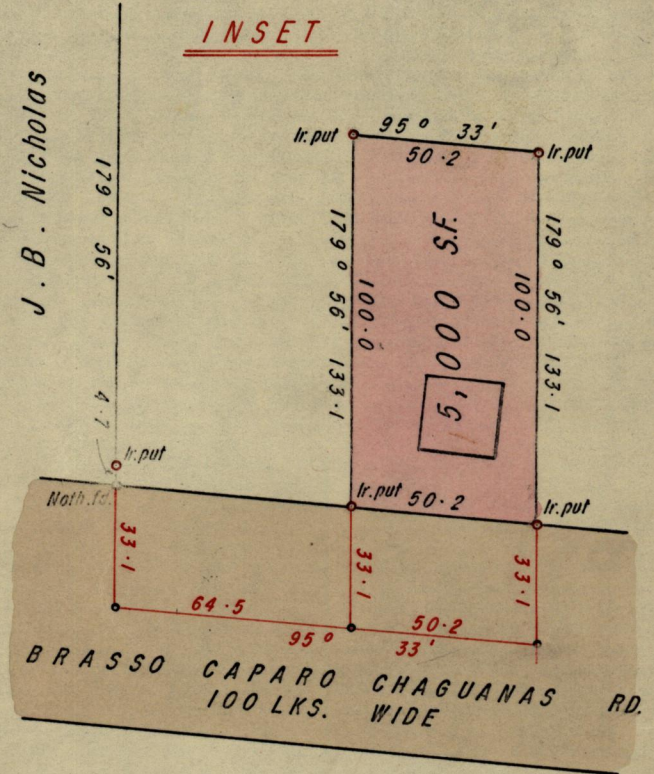 INSET
J. B. Nicholas
179° 56'
4·7
Ir. put
Noth. fd.
Ir. put
95° 33'
50·2
Ir. put
179° 56' 133·1
100·0
5,000 S.F.
100·0
179° 56' 133·1
Ir. put
50·2
Ir. put
33·1
33·1
33·1
64·5
50·2
95° 33'
BRASSO CAPARO CHAGUANAS RD.
100 LKS. WIDE